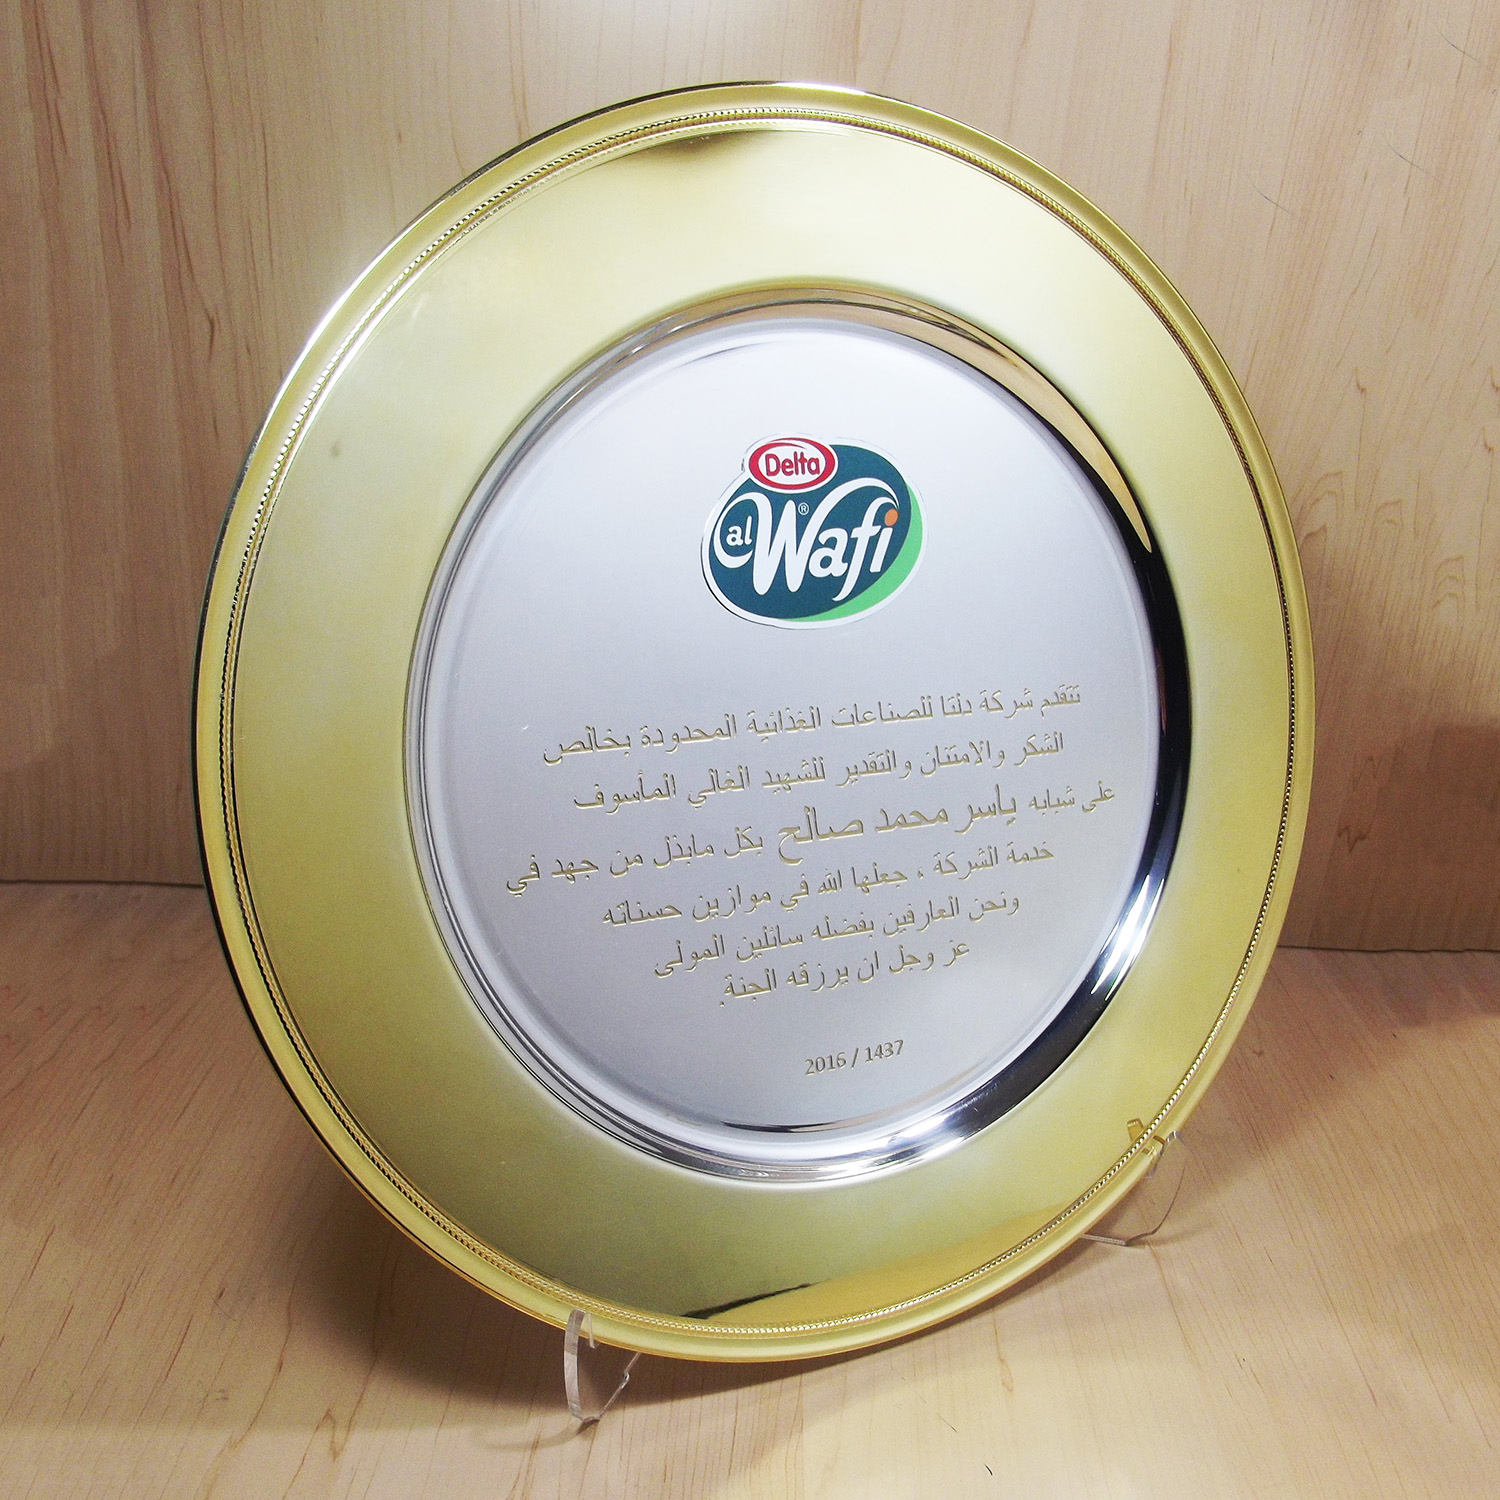 Delta
al Wafi ®
تتقدم شركة دلتا للصناعات الغذائية المحدودة بخالص
الشكر والامتنان والتقدير للشهيد الغالي المأسوف
على شبابه ياسر محمد صالح بكل مابذل من جهد في
خدمة الشركة ، جعلها الله في موازين حسناته
ونحن العارفين بفضله سائلين المولى
عز وجل ان يرزقه الجنة.
2016 / 1437